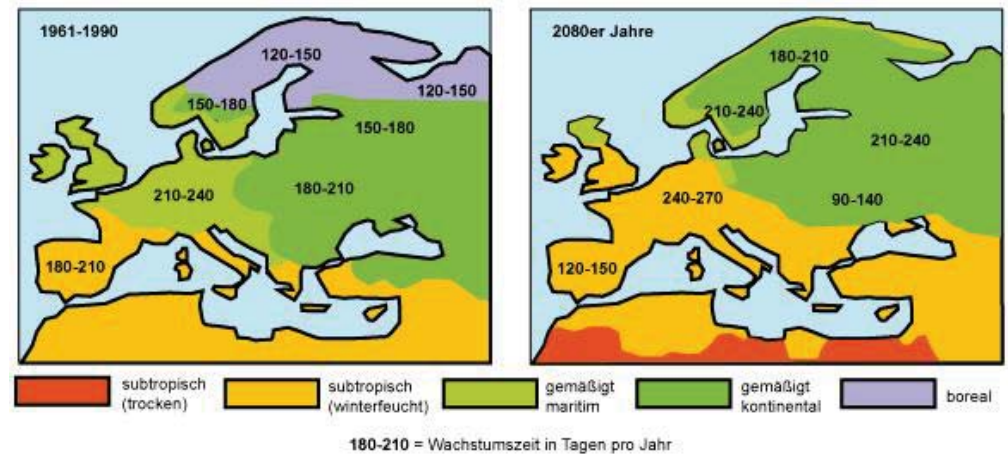 1961-1990
120-150
120-150
150-180
150-180
210-240
180-210
180-210
2080er Jahre
180-210
210-240
210-240
240-270
90-140
120-150
subtropisch
(trocken)
subtropisch
(winterfeucht)
gemäßigt
maritim
gemäßigt
kontinental
boreal
180-210 = Wachstumszeit in Tagen pro Jahr